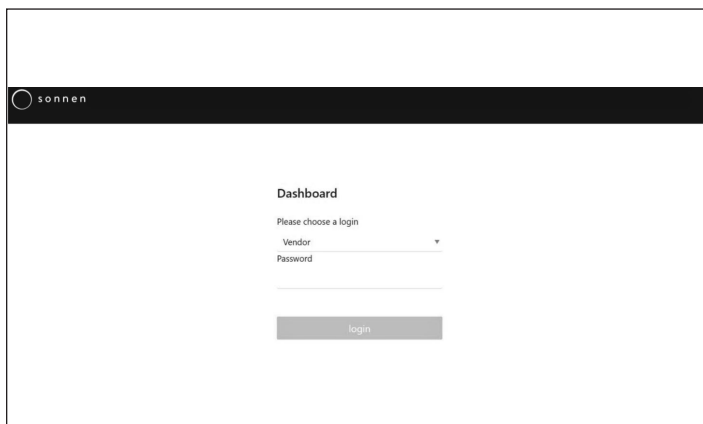 sonnen
Dashboard
Please choose a login
Vendor
Password
login